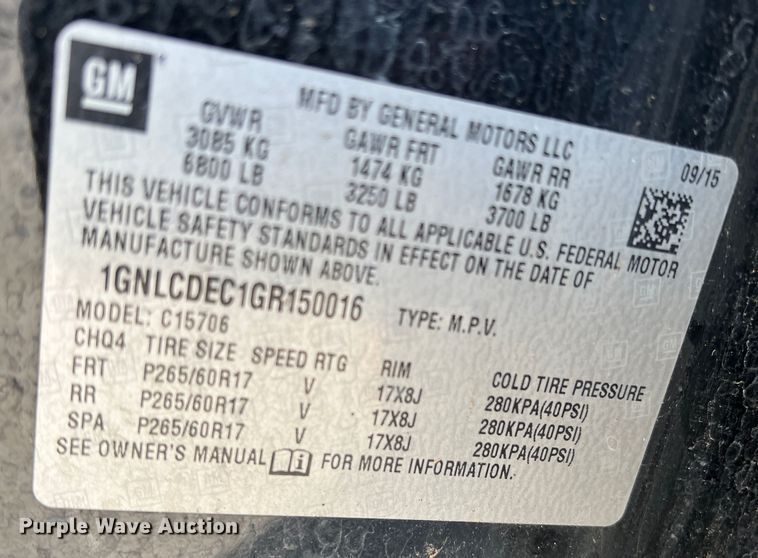 GM
MFD BY GENERAL MOTORS LLC
09/15
GVWR GAWR FRT GAWR RR
3085 KG 1474 KG 1678 KG
6800 LB 3250 LB 3700 LB
THIS VEHICLE CONFORMS TO ALL APPLICABLE U.S. FEDERAL MOTOR
VEHICLE SAFETY STANDARDS IN EFFECT ON THE DATE OF
MANUFACTURE SHOWN ABOVE.
1GNLCDEC1GR150016 TYPE: M.P.V.
MODEL: C15706
CHQ4 TIRE SIZE SPEED RTG RIM COLD TIRE PRESSURE
FRT P265/60R17 V 17X8J 280KPA(40PSI)
RR P265/60R17 V 17X8J 280KPA(40PSI)
SPA P265/60R17 V 17X8J 280KPA(40PSI)
SEE OWNER'S MANUAL i FOR MORE INFORMATION.
Purple Wave Auction